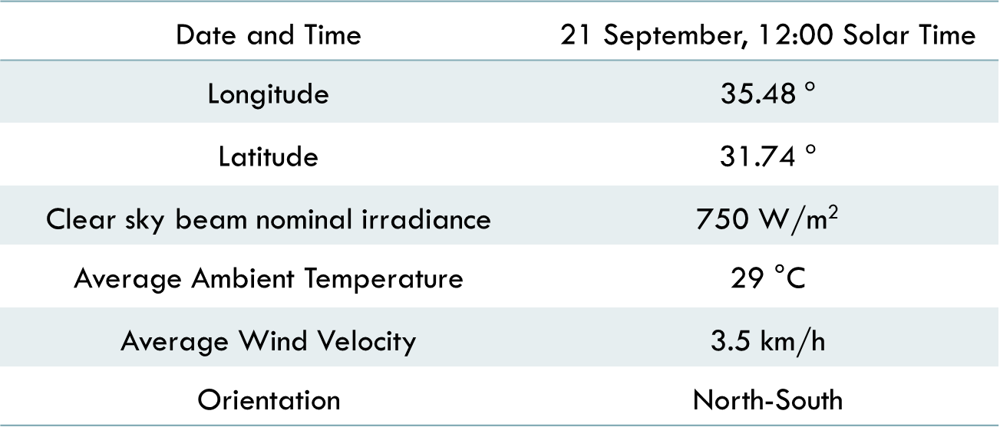 Date and Time 21 September, 12:00 Solar Time
Longitude 35.48 °
Latitude 31.74 °
Clear sky beam nominal irradiance 750 W/m²
Average Ambient Temperature 29 °C
Average Wind Velocity 3.5 km/h
Orientation North-South